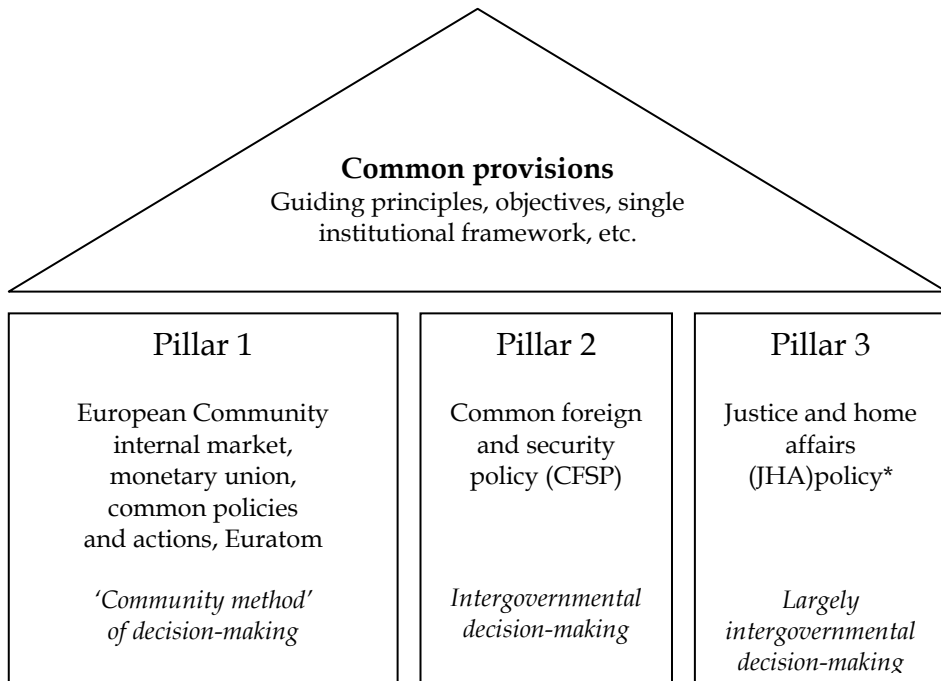 Common provisions
Guiding principles, objectives, single
institutional framework, etc.
Pillar 1
European Community
internal market,
monetary union,
common policies
and actions, Euratom
‘Community method’
of decision-making
Pillar 2
Common foreign
and security
policy (CFSP)
Intergovernmental
decision-making
Pillar 3
Justice and home
affairs
(JHA)policy*
Largely
intergovernmental
decision-making